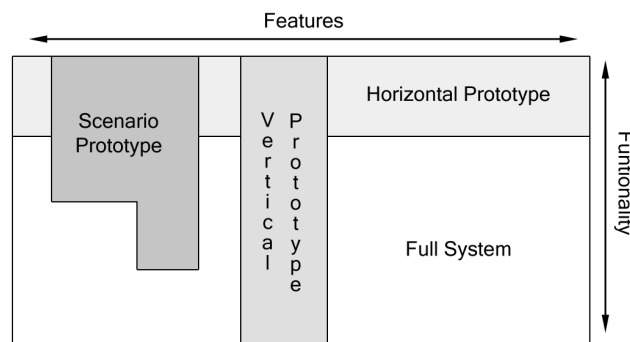 Features
Scenario
Prototype
Vertical
Prototype
Horizontal Prototype
Full System
Funtionality